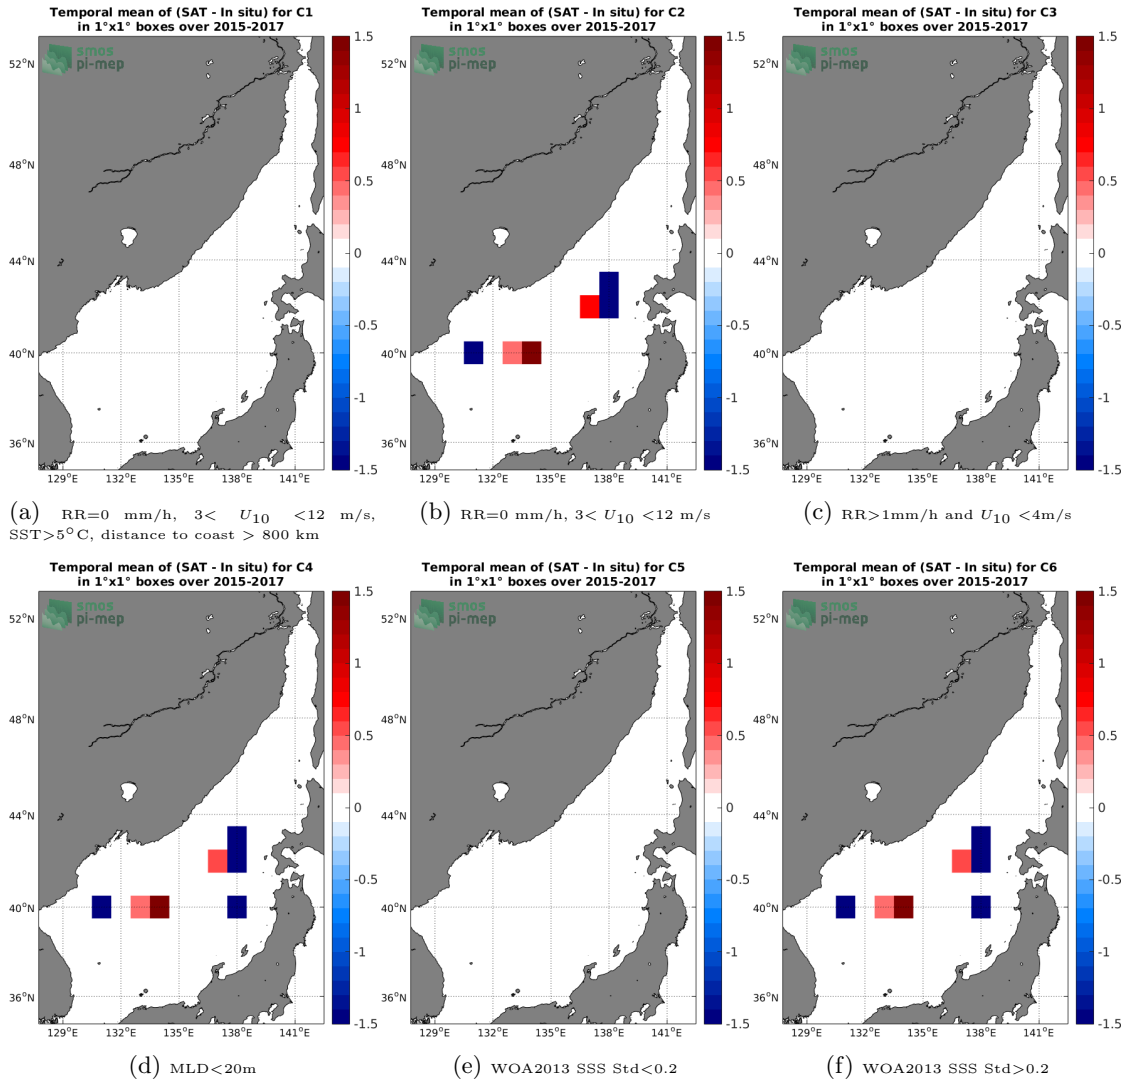 Temporal mean of (SAT - In situ) for C1
in 1°x1° boxes over 2015-2017
smos
pi-mep
52°N
48°N
44°N
40°N
36°N
129°E
132°E
135°E
138°E
141°E
1.5
1
0.5
0
-0.5
-1
-1.5
(a) RR=0 mm/h, 3< U10 <12 m/s,
SST>5°C, distance to coast > 800 km
Temporal mean of (SAT - In situ) for C2
in 1°x1° boxes over 2015-2017
smos
pi-mep
52°N
48°N
44°N
40°N
36°N
129°E
132°E
135°E
138°E
141°E
1.5
1
0.5
0
-0.5
-1
-1.5
(b) RR=0 mm/h, 3< U10 <12 m/s
Temporal mean of (SAT - In situ) for C3
in 1°x1° boxes over 2015-2017
smos
pi-mep
52°N
48°N
44°N
40°N
36°N
129°E
132°E
135°E
138°E
141°E
1.5
1
0.5
0
-0.5
-1
-1.5
(c) RR>1mm/h and U10 <4m/s
Temporal mean of (SAT - In situ) for C4
in 1°x1° boxes over 2015-2017
smos
pi-mep
52°N
48°N
44°N
40°N
36°N
129°E
132°E
135°E
138°E
141°E
1.5
1
0.5
0
-0.5
-1
-1.5
(d) MLD<20m
Temporal mean of (SAT - In situ) for C5
in 1°x1° boxes over 2015-2017
smos
pi-mep
52°N
48°N
44°N
40°N
36°N
129°E
132°E
135°E
138°E
141°E
1.5
1
0.5
0
-0.5
-1
-1.5
(e) WOA2013 SSS Std<0.2
Temporal mean of (SAT - In situ) for C6
in 1°x1° boxes over 2015-2017
smos
pi-mep
52°N
48°N
44°N
40°N
36°N
129°E
132°E
135°E
138°E
141°E
1.5
1
0.5
0
-0.5
-1
-1.5
(f) WOA2013 SSS Std>0.2